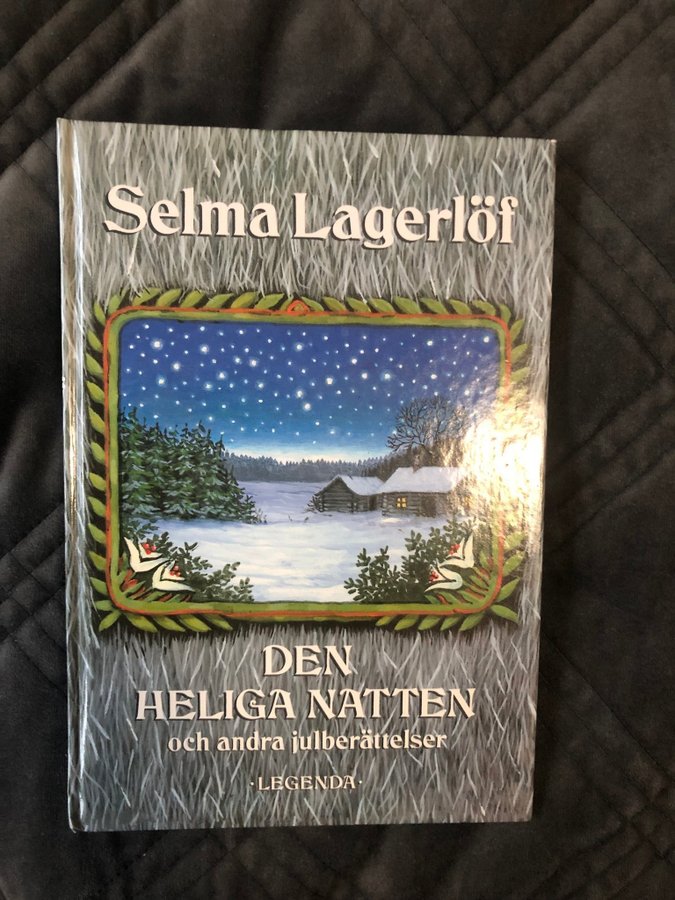 Selma Lagerlöf
DEN
HELIGA NATTEN
och andra julberättelser
·LEGENDA·